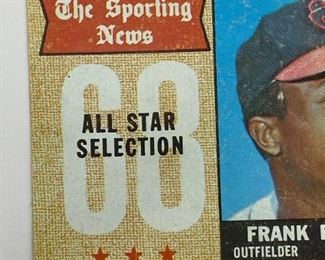 The Sporting
News
68
ALL STAR
SELECTION
FRANK
OUTFIELDER